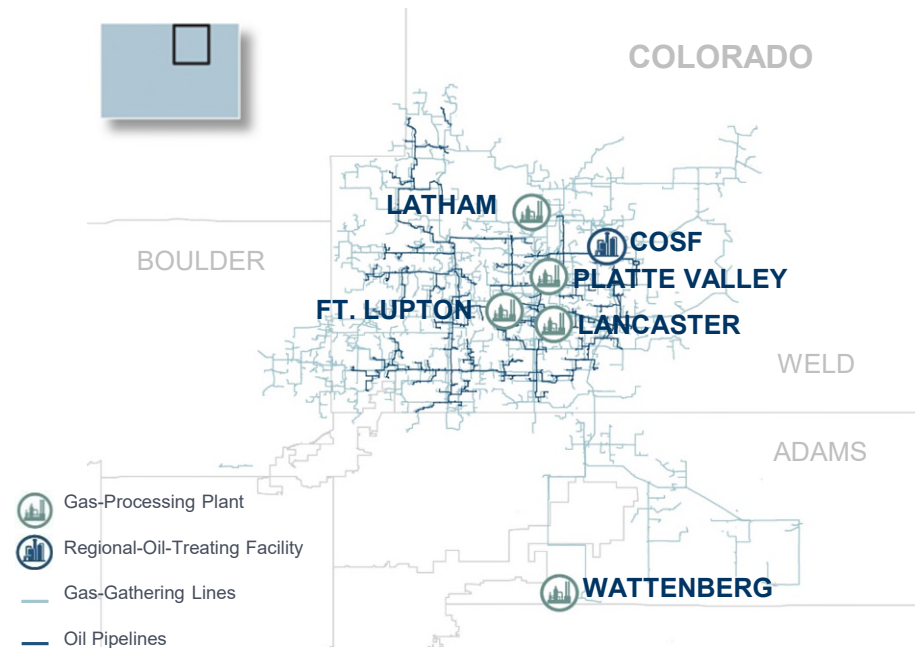 COLORADO
LATHAM
COSF
BOULDER
PLATTE VALLEY
FT. LUPTON
LANCASTER
WELD
ADAMS
Gas-Processing Plant
Regional-Oil-Treating Facility
Gas-Gathering Lines
WATTENBERG
Oil Pipelines